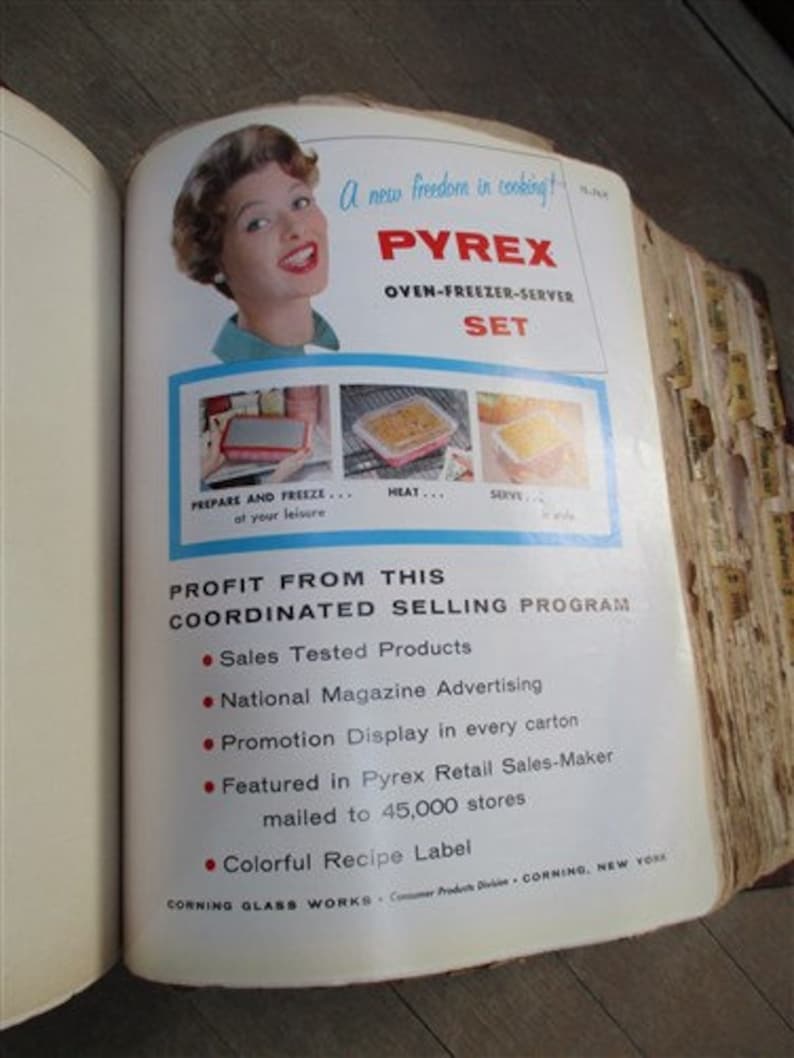 A new freedom in cooking!
PYREX
OVEN-FREEZER-SERVER
SET
PREPARE AND FREEZE . . .
at your leisure
HEAT . . .
SERVE . . .
PROFIT FROM THIS
COORDINATED SELLING PROGRAM
• Sales Tested Products
• National Magazine Advertising
• Promotion Display in every carton
• Featured in Pyrex Retail Sales-Maker
mailed to 45,000 stores
• Colorful Recipe Label
CORNING GLASS WORKS • Consumer Products Division • CORNING, NEW YORK